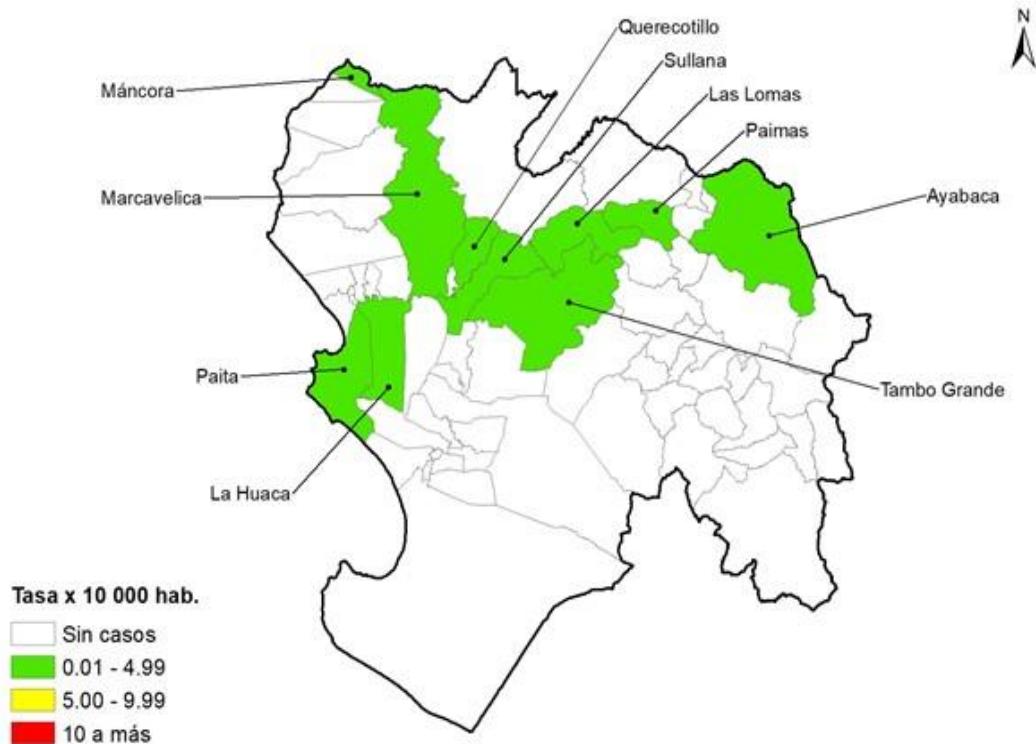 N
Querecotillo
Sullana
Máncora
Las Lomas
Paimas
Marcavelica
Ayabaca
Paita
Tambo Grande
La Huaca
Tasa x 10 000 hab.
Sin casos
0.01 - 4.99
5.00 - 9.99
10 a más